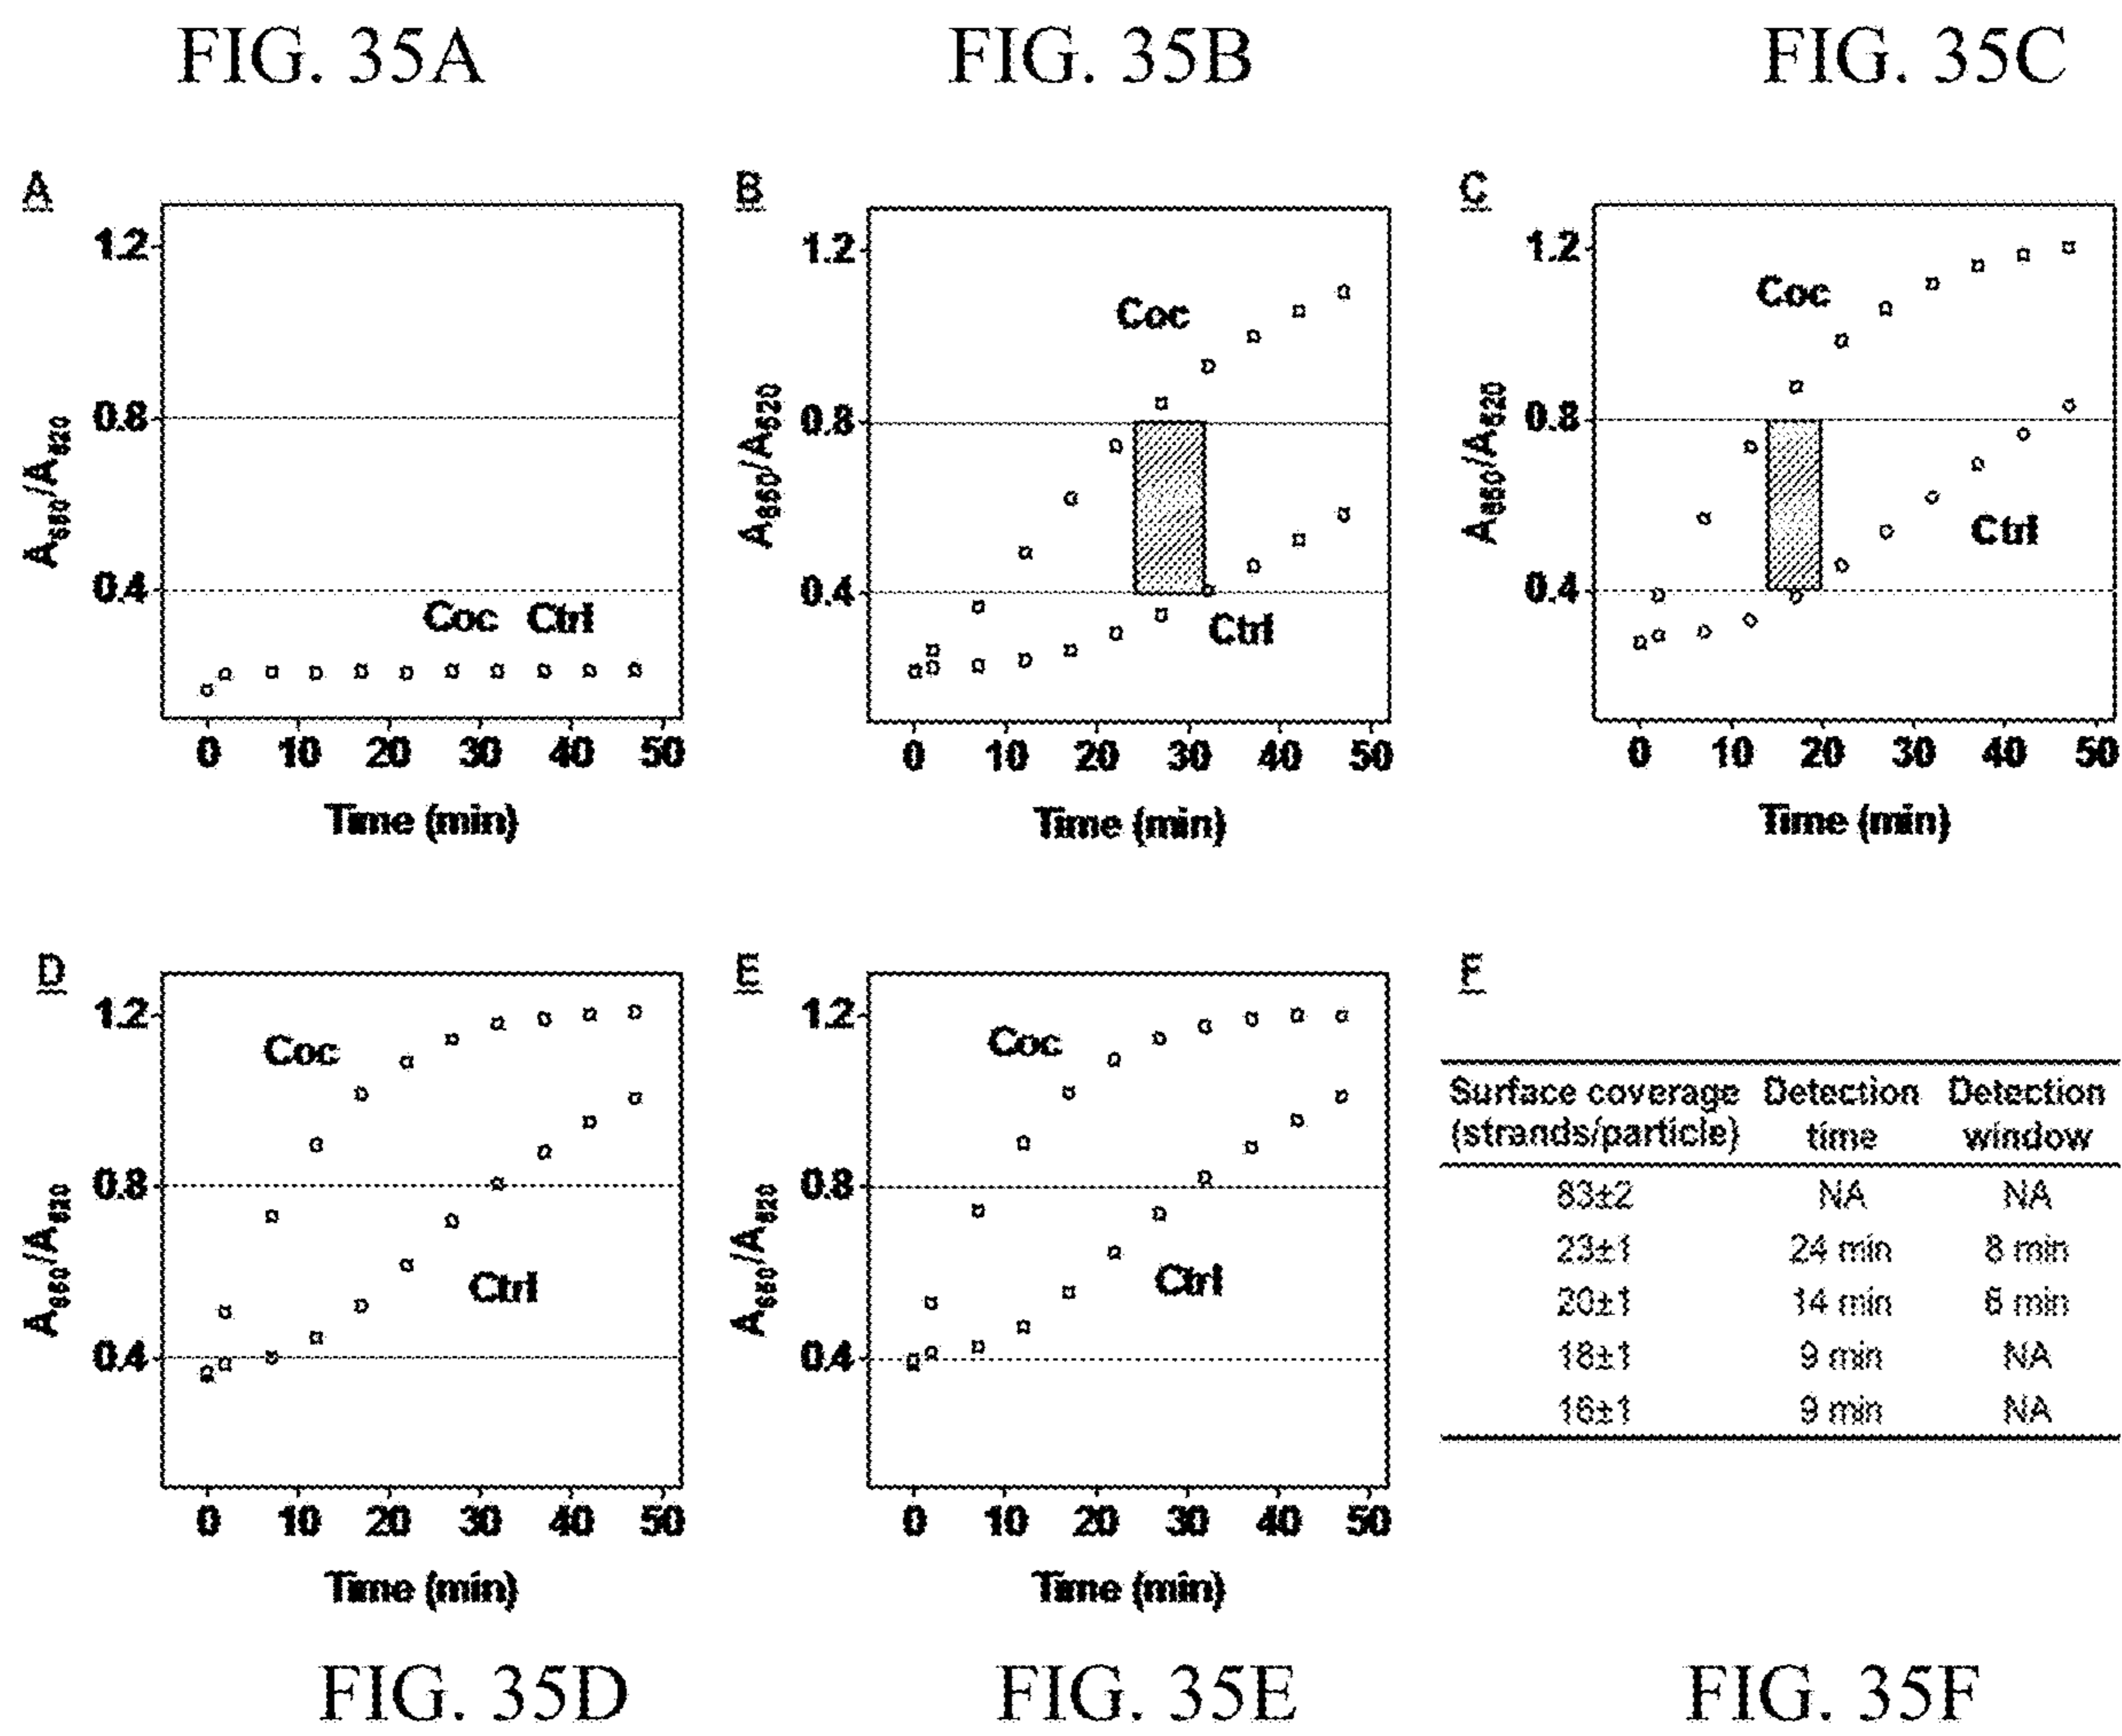 FIG. 35A
FIG. 35B
FIG. 35C
A
1.2
0.8
0.4
A650/A520
Coc Ctrl
0 10 20 30 40 50
Time (min)
B
1.2
0.8
0.4
A650/A520
Coc
Ctrl
0 10 20 30 40 50
Time (min)
C
1.2
0.8
0.4
A650/A520
Coc
Ctrl
0 10 20 30 40 50
Time (min)
D
1.2
0.8
0.4
A650/A520
Coc
Ctrl
0 10 20 30 40 50
Time (min)
E
1.2
0.8
0.4
A650/A520
Coc
Ctrl
0 10 20 30 40 50
Time (min)
F
Surface coverage Detection Detection
(strands/particle) time window
83±2 NA NA
23±1 24 min 8 min
20±1 14 min 6 min
18±1 9 min NA
16±1 9 min NA
FIG. 35D
FIG. 35E
FIG. 35F